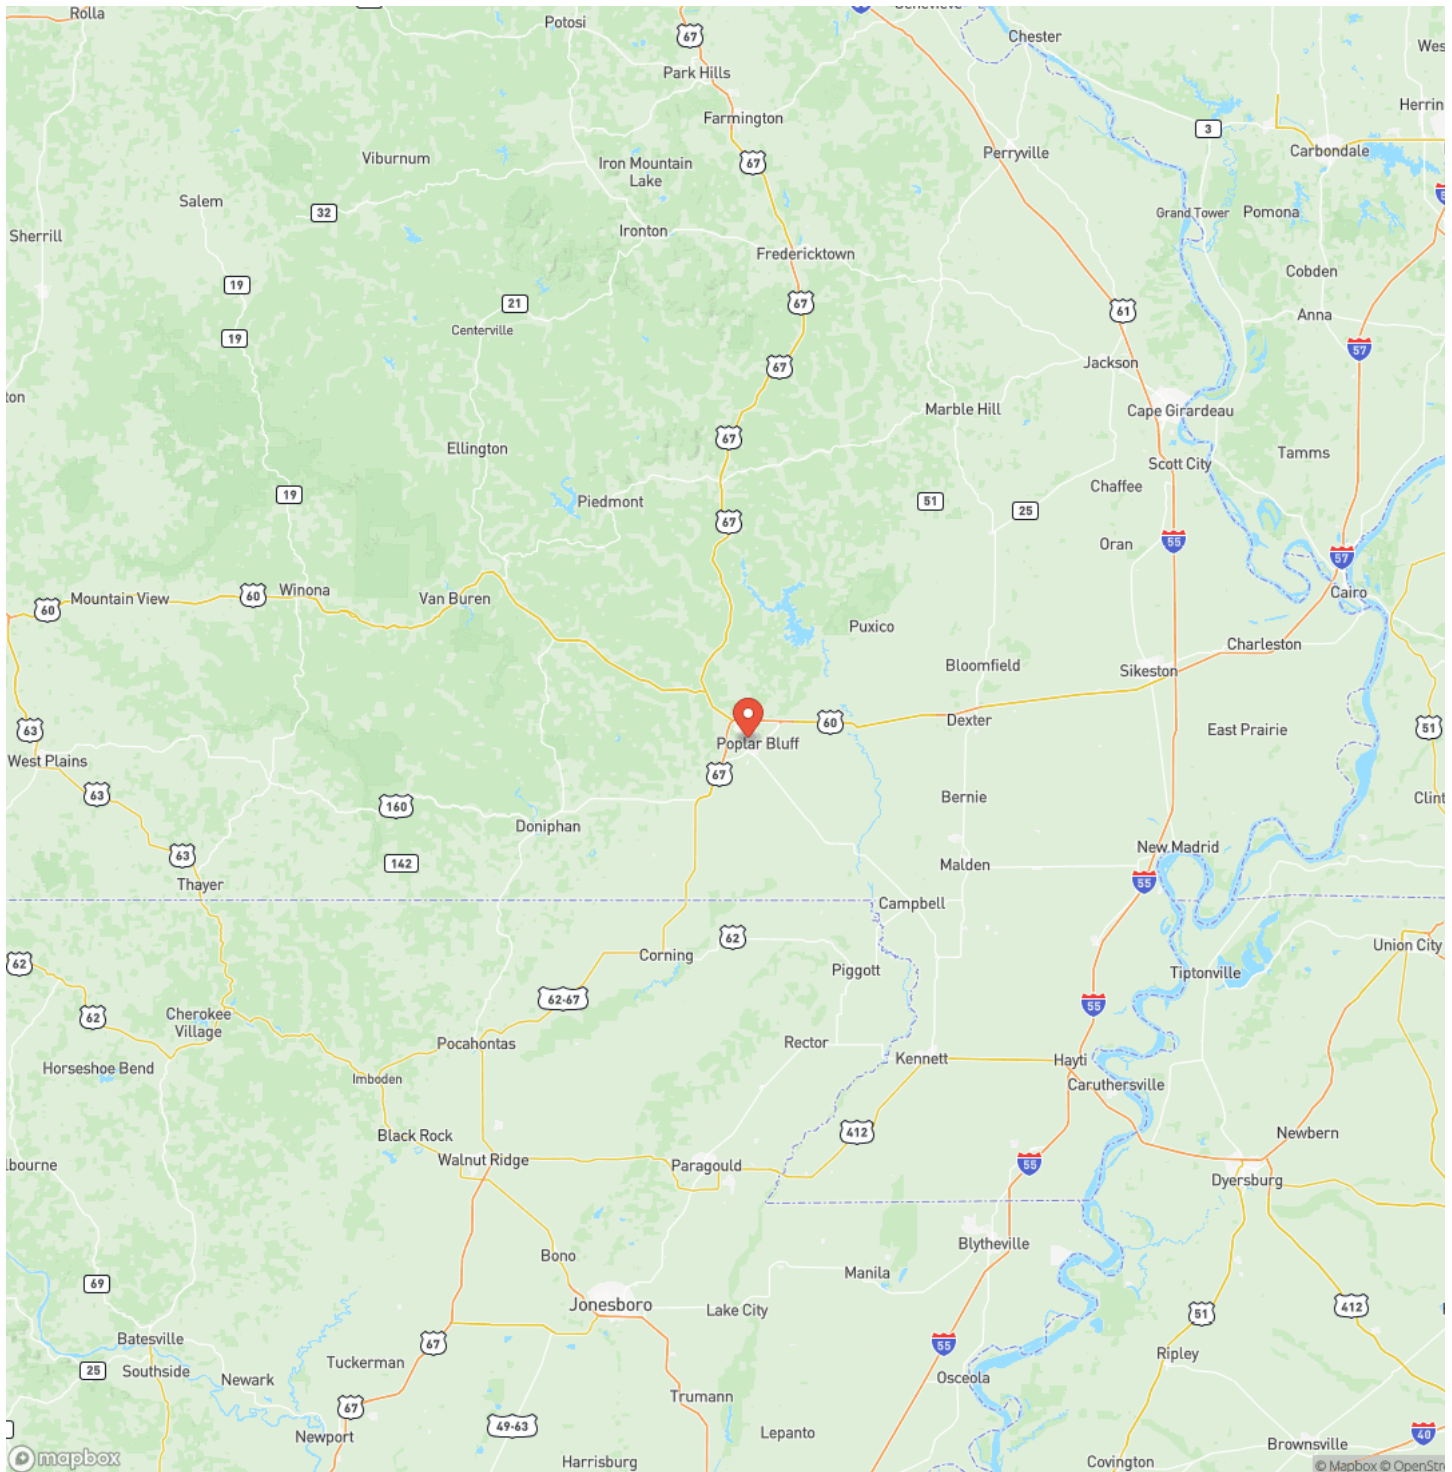 Rolla
Potosi
67
Genevieve
Chester
Park Hills
Farmington
Herrin
3
Viburnum
Iron Mountain
Lake
67
Perryville
Carbondale
Salem
32
Grand Tower
Pomona
Sherrill
Ironton
Fredericktown
Cobden
19
21
67
61
Anna
Centerville
19
57
67
Jackson
Marble Hill
Cape Girardeau
67
Ellington
Tamms
Scott City
19
Piedmont
51
25
Chaffee
67
Oran
55
57
Mountain View
60
60
Winona
Van Buren
Cairo
Puxico
Charleston
Bloomfield
Sikeston
63
60
Dexter
East Prairie
51
West Plains
Poplar Bluff
67
63
160
Bernie
Doniphan
63
142
Malden
New Madrid
55
Thayer
Campbell
62
62
Corning
Piggott
Tiptonville
Union City
62-67
55
62
Cherokee
Village
Pocahontas
Rector
Horseshoe Bend
Imboden
Kennett
Hayti
Caruthersville
412
Black Rock
Newbern
lbourne
Walnut Ridge
Paragould
55
Dyersburg
Bono
Blytheville
Manila
69
Jonesboro
Lake City
51
412
Batesville
67
55
25
Southside
Tuckerman
Ripley
Newark
Osceola
Trumann
67
49-63
Newport
Lepanto
40
Brownsville
Harrisburg
Covington
mapbox
© Mapbox © OpenStre